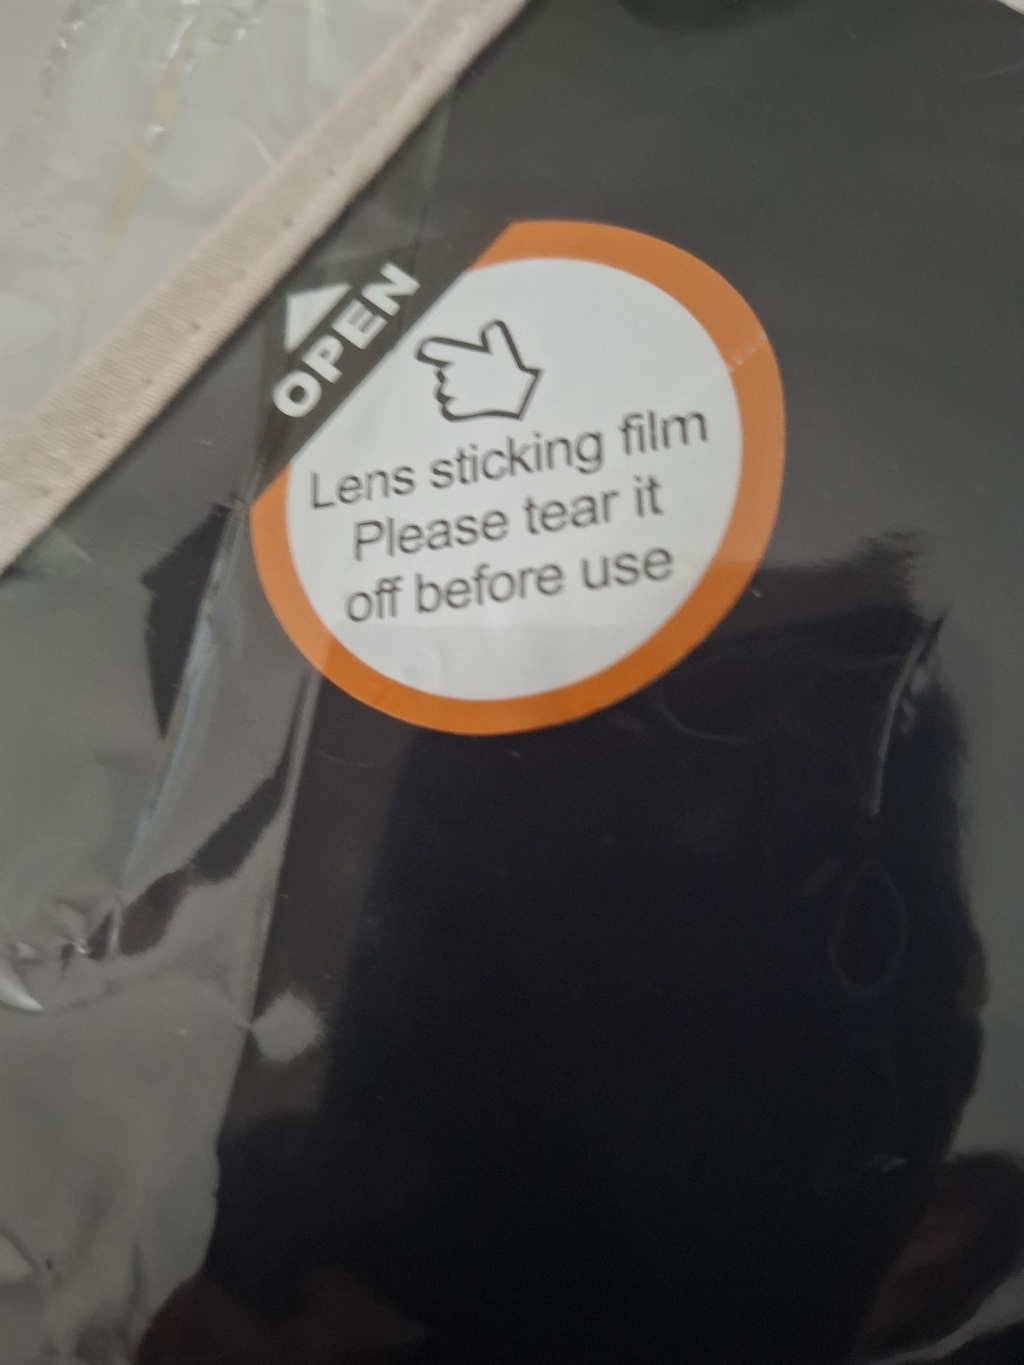 OPEN
Lens sticking film
Please tear it
off before use